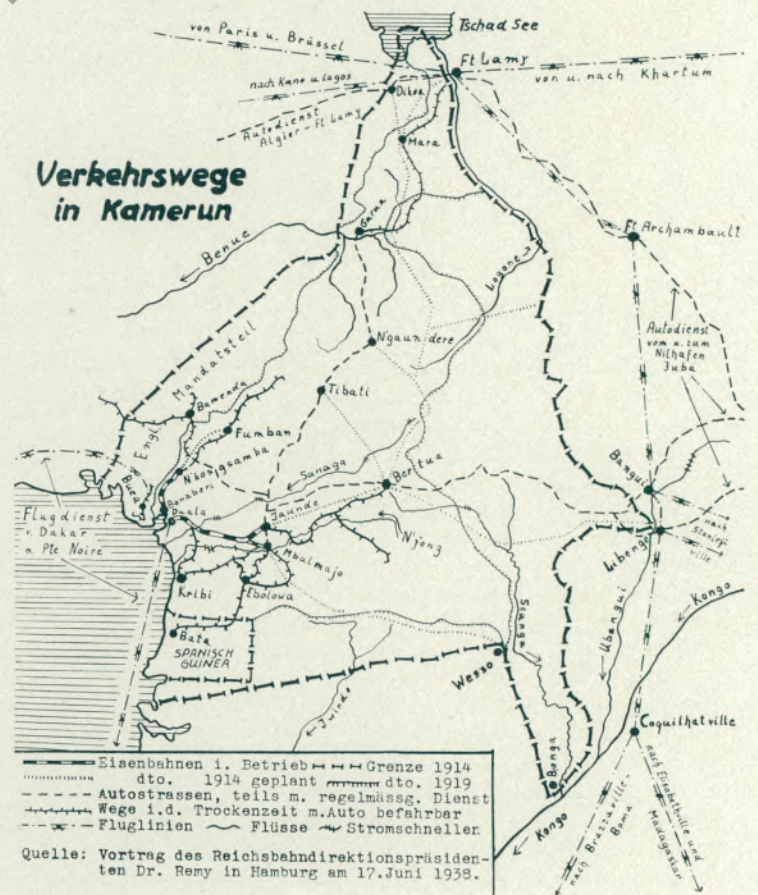 Tschad See
von Paris u. Brüssel
Ft Lamy
nach Kano u Lagos
von u. nach Khartum
Dikoa
Autodienst
Algier-Ft Lamy
Mara
Verkehrswege
in Kamerun
Garua
Ft Archambault
Benue
Logone
Autodienst
vom u. zum
Nilhafen
Juba
Mandatsteil
N'gaundere
Tibati
Bamenda
Engl.
Fumban
N'kongsamba
Sanaga
Bertua
Bangui
Buea
Bonaberi
Duala
Jaunde
nach
Stanley
ville
Flugdienst
v. Dakar
n. Pte Noire
N'jong
Mbalmajo
Libenge
Kribi
Ebolowa
Ssanga
Ubangui
Kongo
Bata
SPANISCH
GUINEA
Wesso
Coquilhatville
Bonga
Eisenbahnen i. Betrieb Grenze 1914
dto. 1914 geplant dto. 1919
Autostrassen, teils m. regelmässg. Dienst
Wege i.d. Trockenzeit m.Auto befahrbar
Fluglinien Flüsse Stromschnellen
Kongo
nach Brazzaville-
Boma
nach Elisabethville und
Madagaskar
Quelle: Vortrag des Reichsbahndirektionspräsiden-
ten Dr. Remy in Hamburg am 17.Juni 1938.